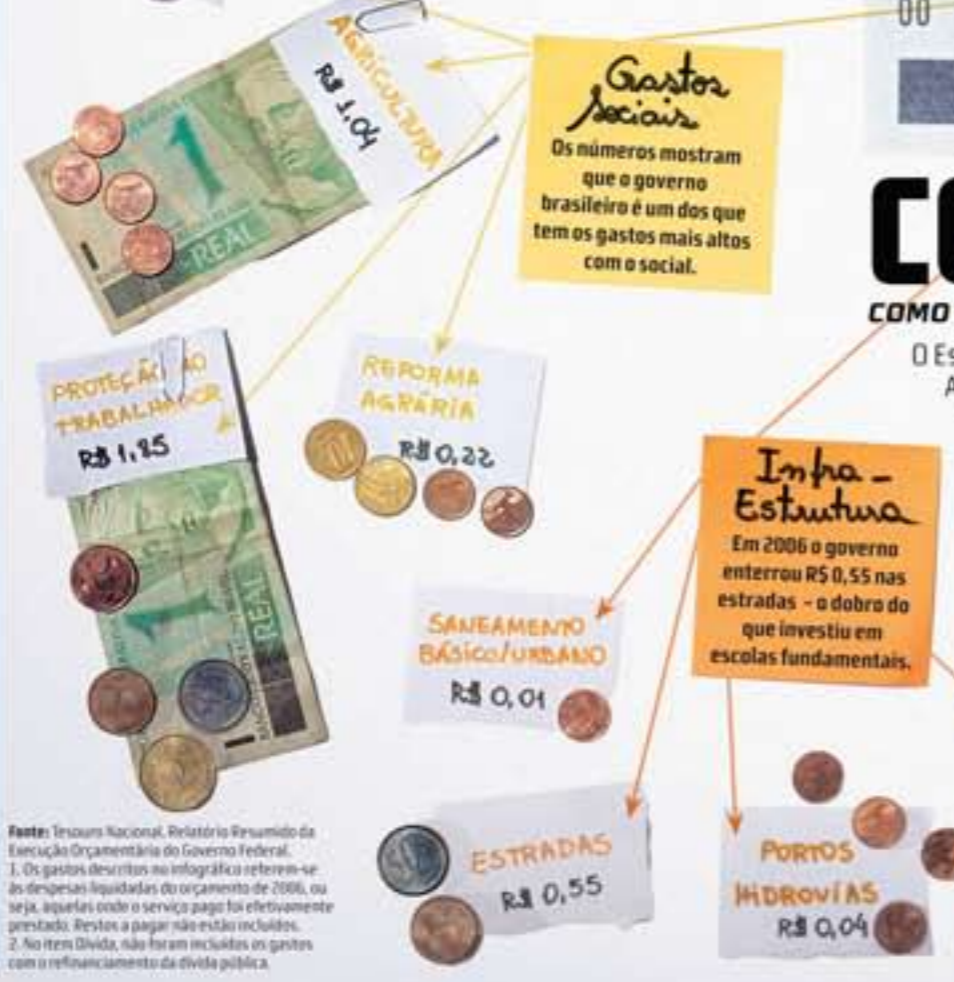 AGRICULTURA
R$ 1,04
1
REAL
Gastos
Sociais
Os números mostram
que o governo
brasileiro é um dos que
tem os gastos mais altos
com o social.
00
CO
COMO
O Es
A
PROTEÇÃO AO
TRABALHADOR
R$ 1,85
1
REAL
REFORMA
AGRÁRIA
R$ 0,22
Infra-
Estrutura
Em 2006 o governo
enterrou R$ 0,55 nas
estradas - o dobro do
que investiu em
escolas fundamentais.
SANEAMENTO
BÁSICO/URBANO
R$ 0,01
ESTRADAS
R$ 0,55
PORTOS
HIDROVIAS
R$ 0,04
Fonte: Tesouro Nacional. Relatório Resumido da
Execução Orçamentária do Governo Federal.
1. Os gastos descritos no infográfico referem-se
às despesas liquidadas do orçamento de 2006, ou
seja, aquelas onde o serviço pago foi efetivamente
prestado. Restos a pagar não estão incluídos.
2. No item Dívida, não foram incluídos os gastos
com o refinanciamento da dívida pública.